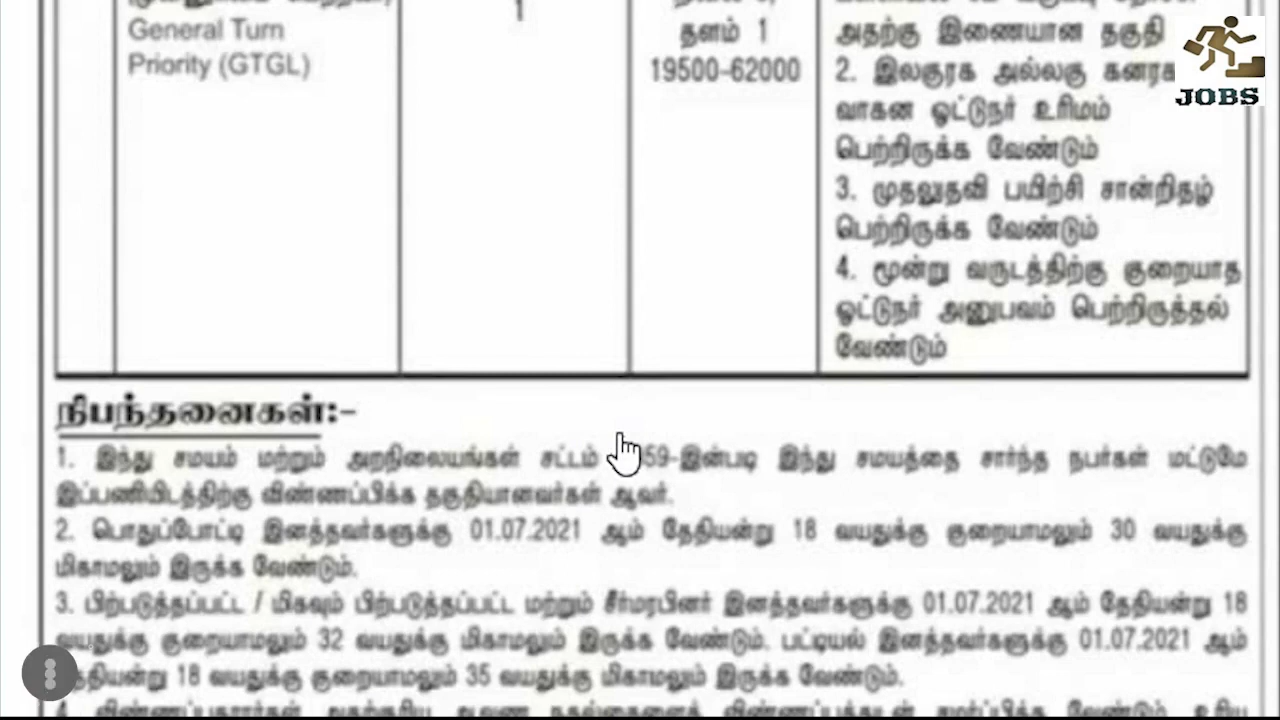 1
General Turn
Priority (GTGL)
தளம் 1
19500-62000
அதற்கு இணையான தகுதி
2. இலகுரக அல்லது கனரக
வாகன ஓட்டுநர் உரிமம்
பெற்றிருக்க வேண்டும்
3. முதலுதவி பயிற்சி சான்றிதழ்
பெற்றிருக்க வேண்டும்
4. மூன்று வருடத்திற்கு குறையாத
ஓட்டுநர் அனுபவம் பெற்றிருத்தல்
வேண்டும்
JOBS
நிபந்தனைகள்:-
1. இந்து சமயம் மற்றும் அறநிலையங்கள் சட்டம் 59-இன்படி இந்து சமயத்தை சார்ந்த நபர்கள் மட்டுமே
இப்பணியிடத்திற்கு விண்ணப்பிக்க தகுதியானவர்கள் ஆவர்.
2. பொதுப்போட்டி இனத்தவர்களுக்கு 01.07.2021 ஆம் தேதியன்று 18 வயதுக்கு குறையாமலும் 30 வயதுக்கு
மிகாமலும் இருக்க வேண்டும்.
3. பிற்படுத்தப்பட்ட / மிகவும் பிற்படுத்தப்பட்ட மற்றும் சீர்மரபினர் இனத்தவர்களுக்கு 01.07.2021 ஆம் தேதியன்று 18
வயதுக்கு குறையாமலும் 32 வயதுக்கு மிகாமலும் இருக்க வேண்டும். பட்டியல் இனத்தவர்களுக்கு 01.07.2021 ஆம்
தேதியன்று 18 வயதுக்கு குறையாமலும் 35 வயதுக்கு மிகாமலும் இருக்க வேண்டும்.